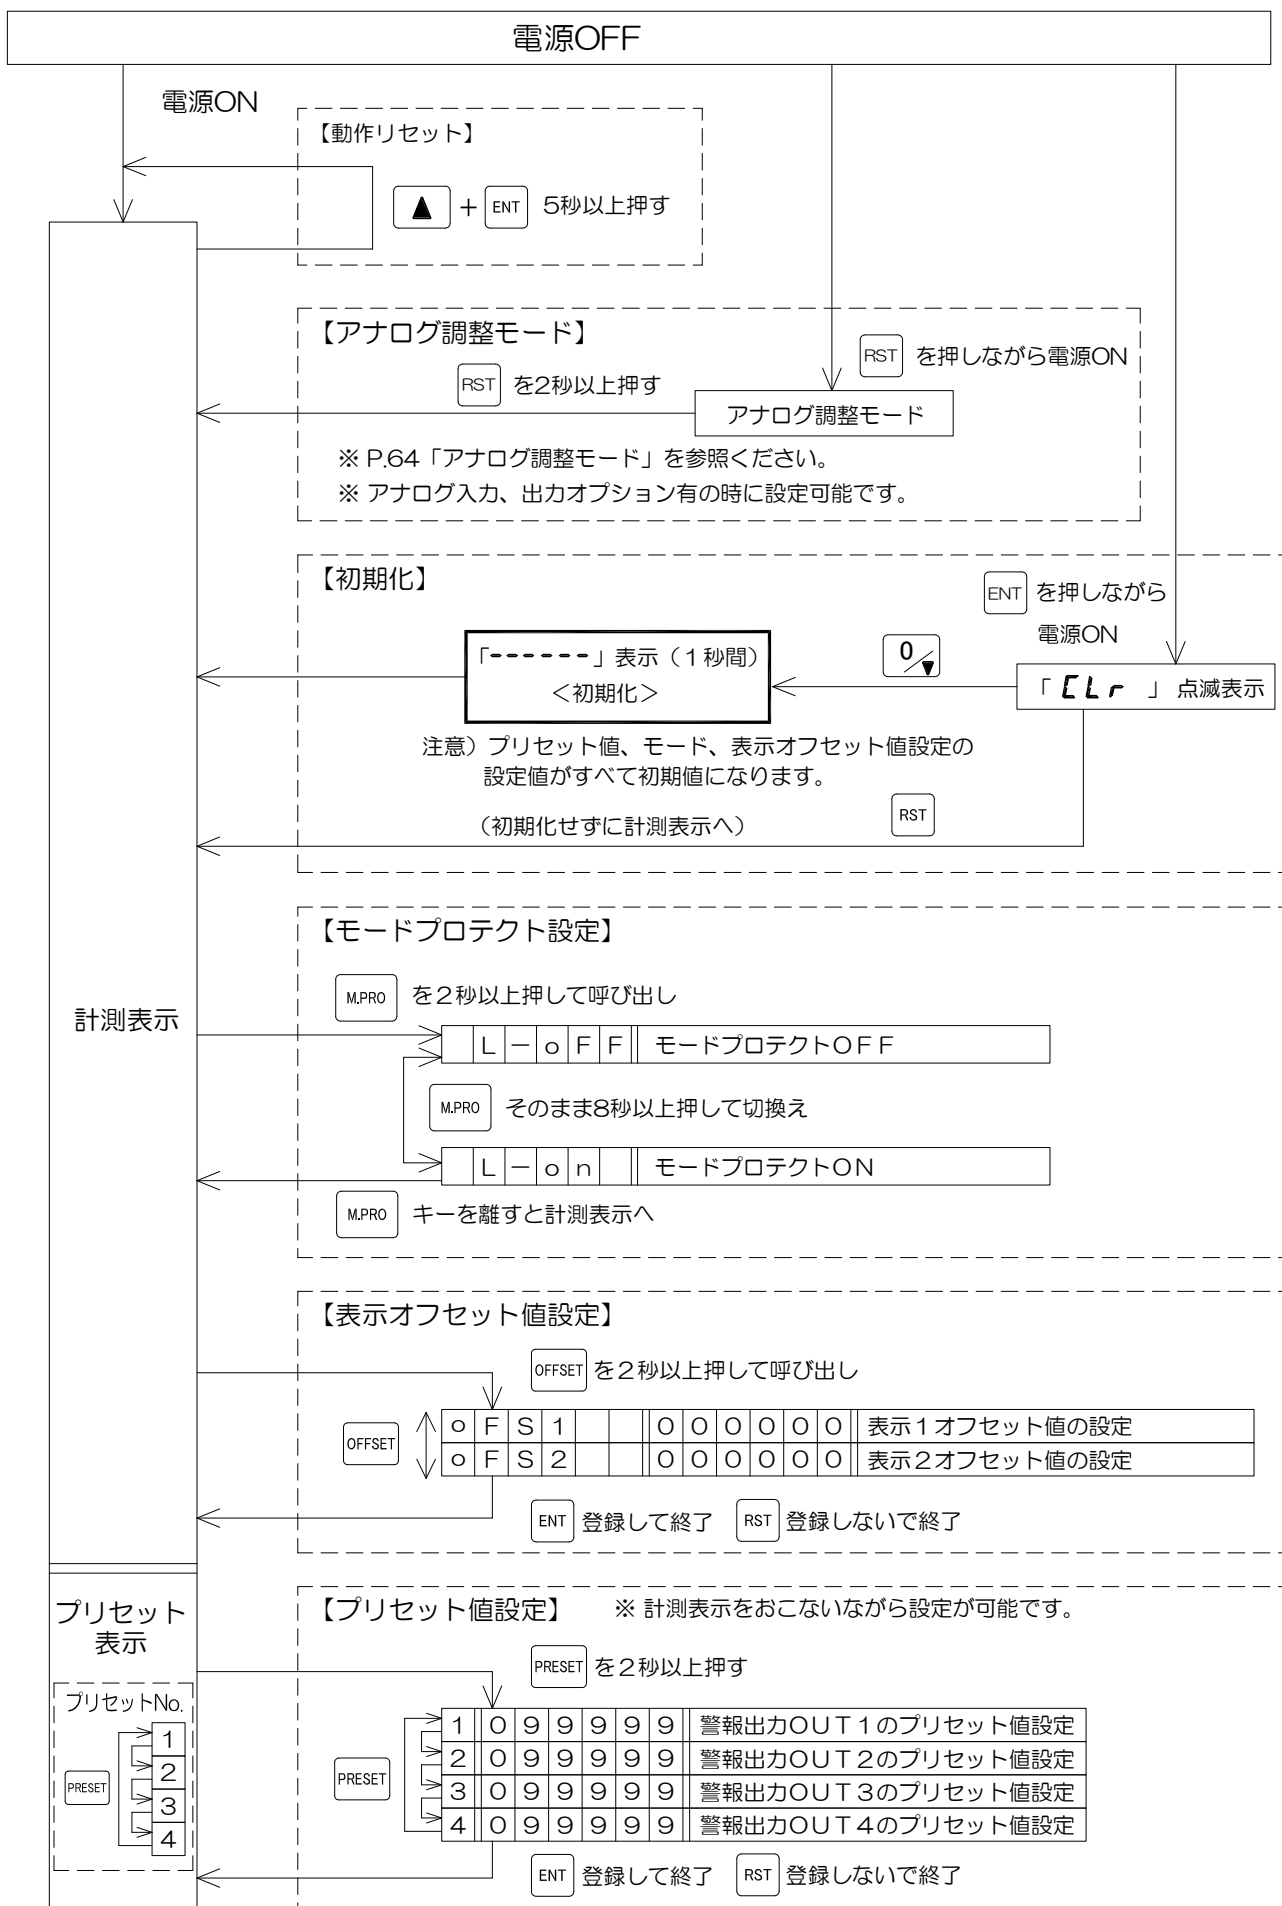 電源OFF
電源ON
【動作リセット】
▲ + ENT 5秒以上押す
【アナログ調整モード】
RST を押しながら電源ON
RST を2秒以上押す
アナログ調整モード
※ P.64「アナログ調整モード」を参照ください。
※ アナログ入力、出力オプション有の時に設定可能です。
【初期化】
ENT を押しながら
電源ON
「------」表示（１秒間）
＜初期化＞
0/▼
「 CLr 」 点滅表示
注意）プリセット値、モード、表示オフセット値設定の
設定値がすべて初期値になります。
（初期化せずに計測表示へ） RST
【モードプロテクト設定】
M.PRO を２秒以上押して呼び出し
計測表示
L－oFF モードプロテクトＯＦＦ
M.PRO そのまま8秒以上押して切換え
L－on モードプロテクトＯＮ
M.PRO キーを離すと計測表示へ
【表示オフセット値設定】
OFFSET を２秒以上押して呼び出し
OFFSET
oFS1 000000 表示１オフセット値の設定
oFS2 000000 表示２オフセット値の設定
ENT 登録して終了 RST 登録しないで終了
プリセット
表示
【プリセット値設定】 ※ 計測表示をおこないながら設定が可能です。
PRESET を２秒以上押す
プリセットNo.
PRESET
1
2
3
4
PRESET
1 099999 警報出力ＯＵＴ１のプリセット値設定
2 099999 警報出力ＯＵＴ２のプリセット値設定
3 099999 警報出力ＯＵＴ３のプリセット値設定
4 099999 警報出力ＯＵＴ４のプリセット値設定
ENT 登録して終了 RST 登録しないで終了